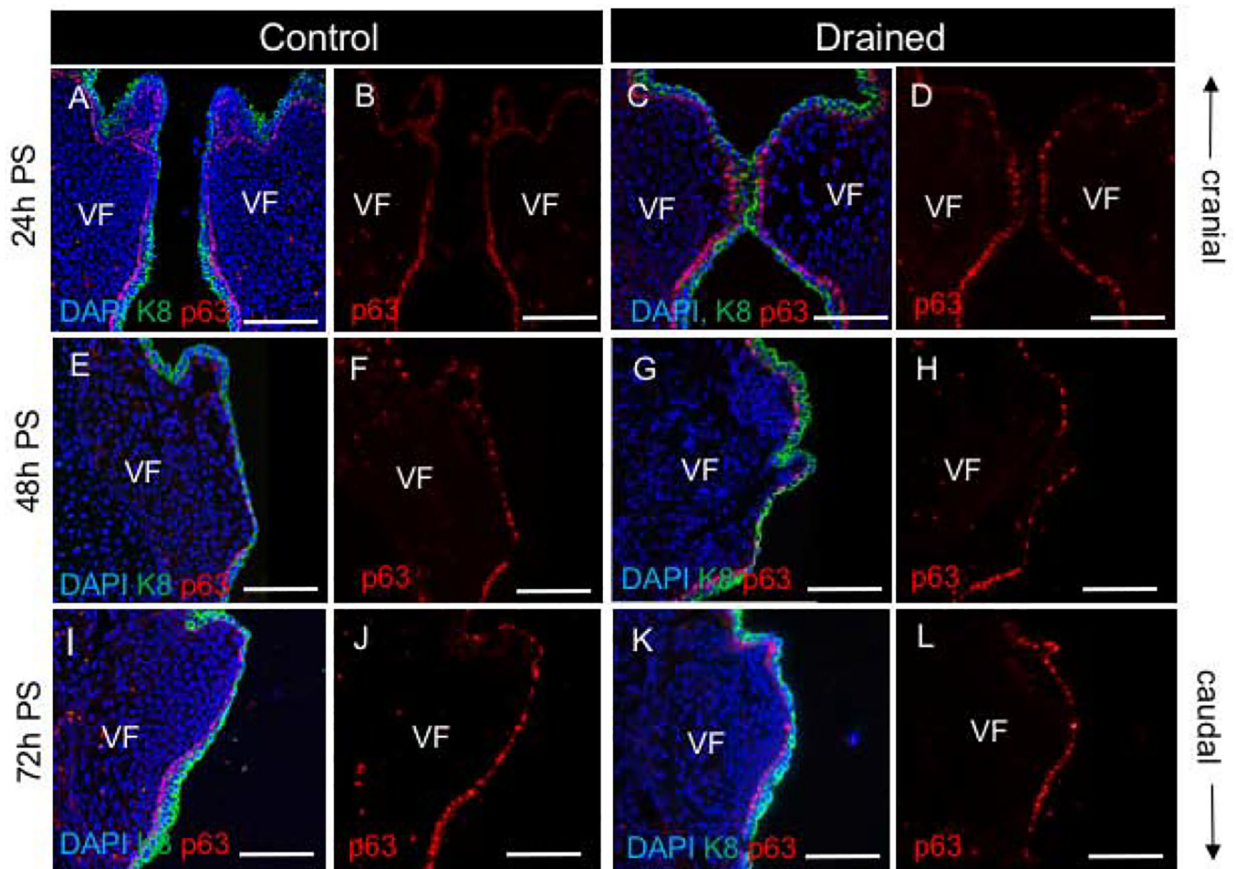 Control Drained
24h PS
A B C D
VF VF VF VF VF VF VF VF
DAPI K8 p63 p63 DAPI, K8 p63 p63
cranial
48h PS
E F G H
VF VF VF VF
DAPI K8 p63 p63 DAPI K8 p63 p63
72h PS
I J K L
VF VF VF VF
DAPI K8 p63 p63 DAPI K8 p63 p63
caudal